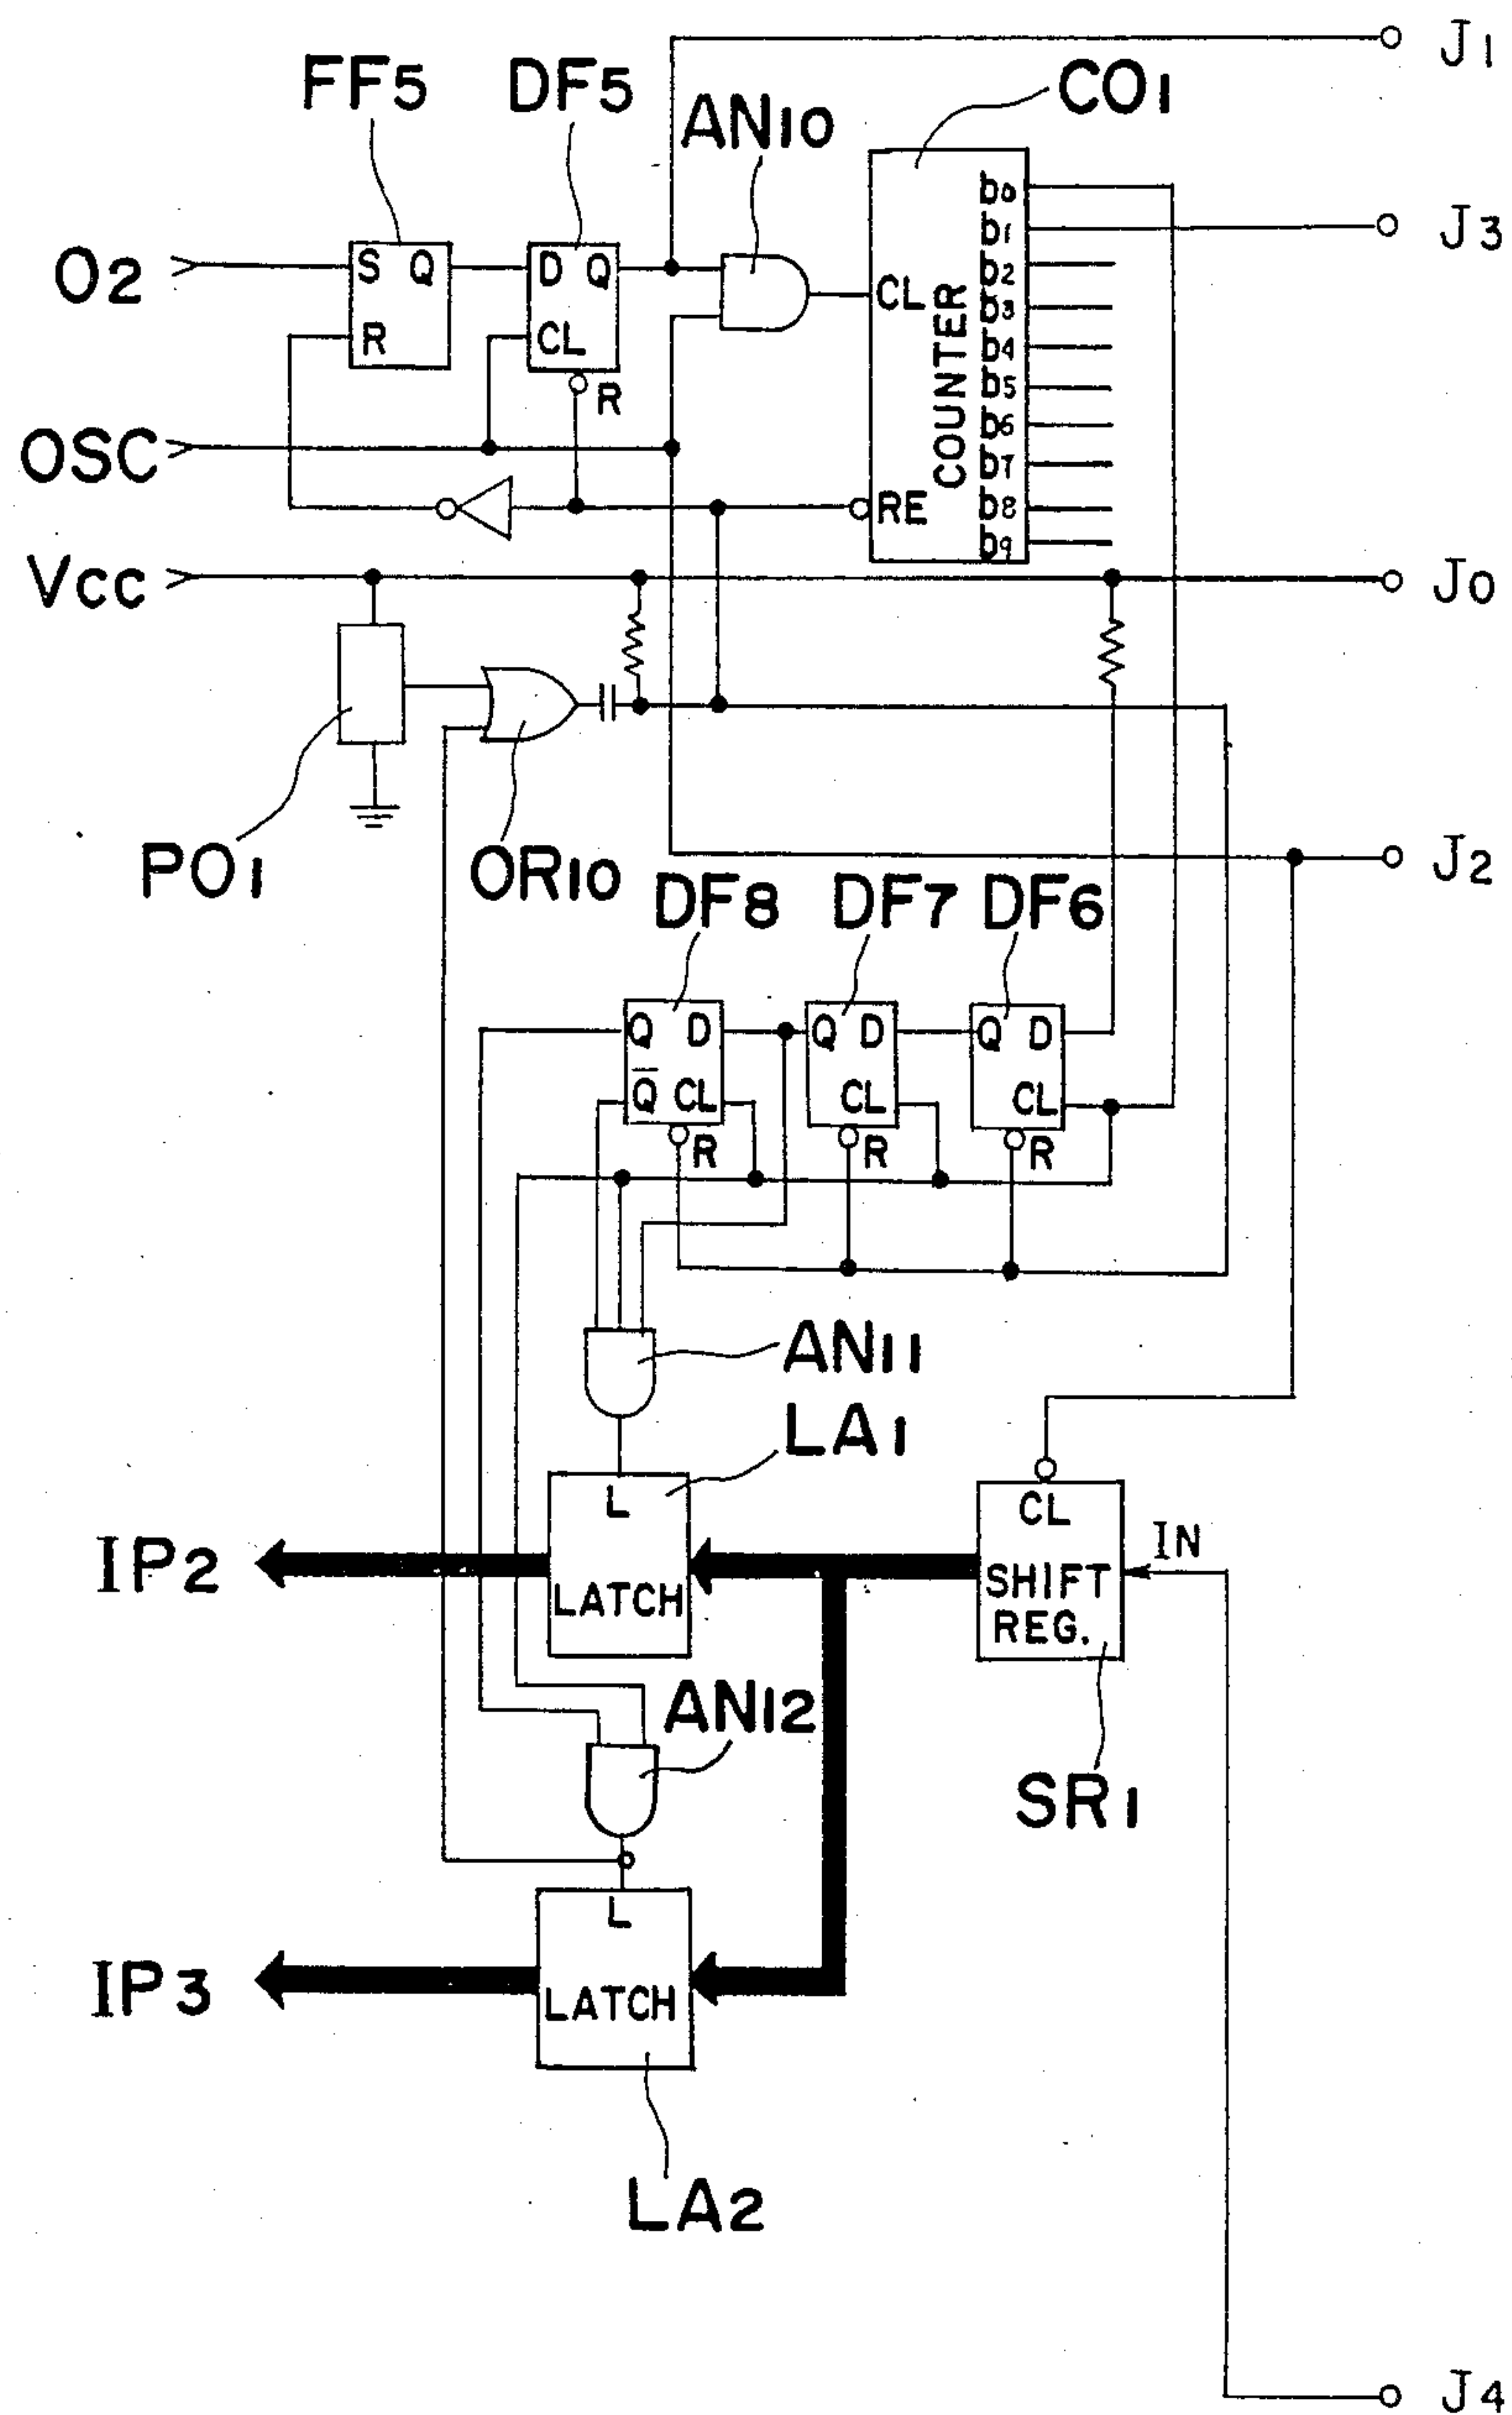 J1
FF5 DF5 AN10 CO1
b0
b1 J3
O2 S Q D Q b2
CL COUNTER b3
R CL b4
b5
R b6
OSC b7
RE b8
b9
Vcc J0
PO1 OR10 J2
DF8 DF7 DF6
Q D Q D Q D
Q̅ CL CL CL
R R R
AN11
LA1
L CL
IP2 IN
LATCH SHIFT
REG.
AN12
SR1
L
IP3 LATCH
LA2
J4